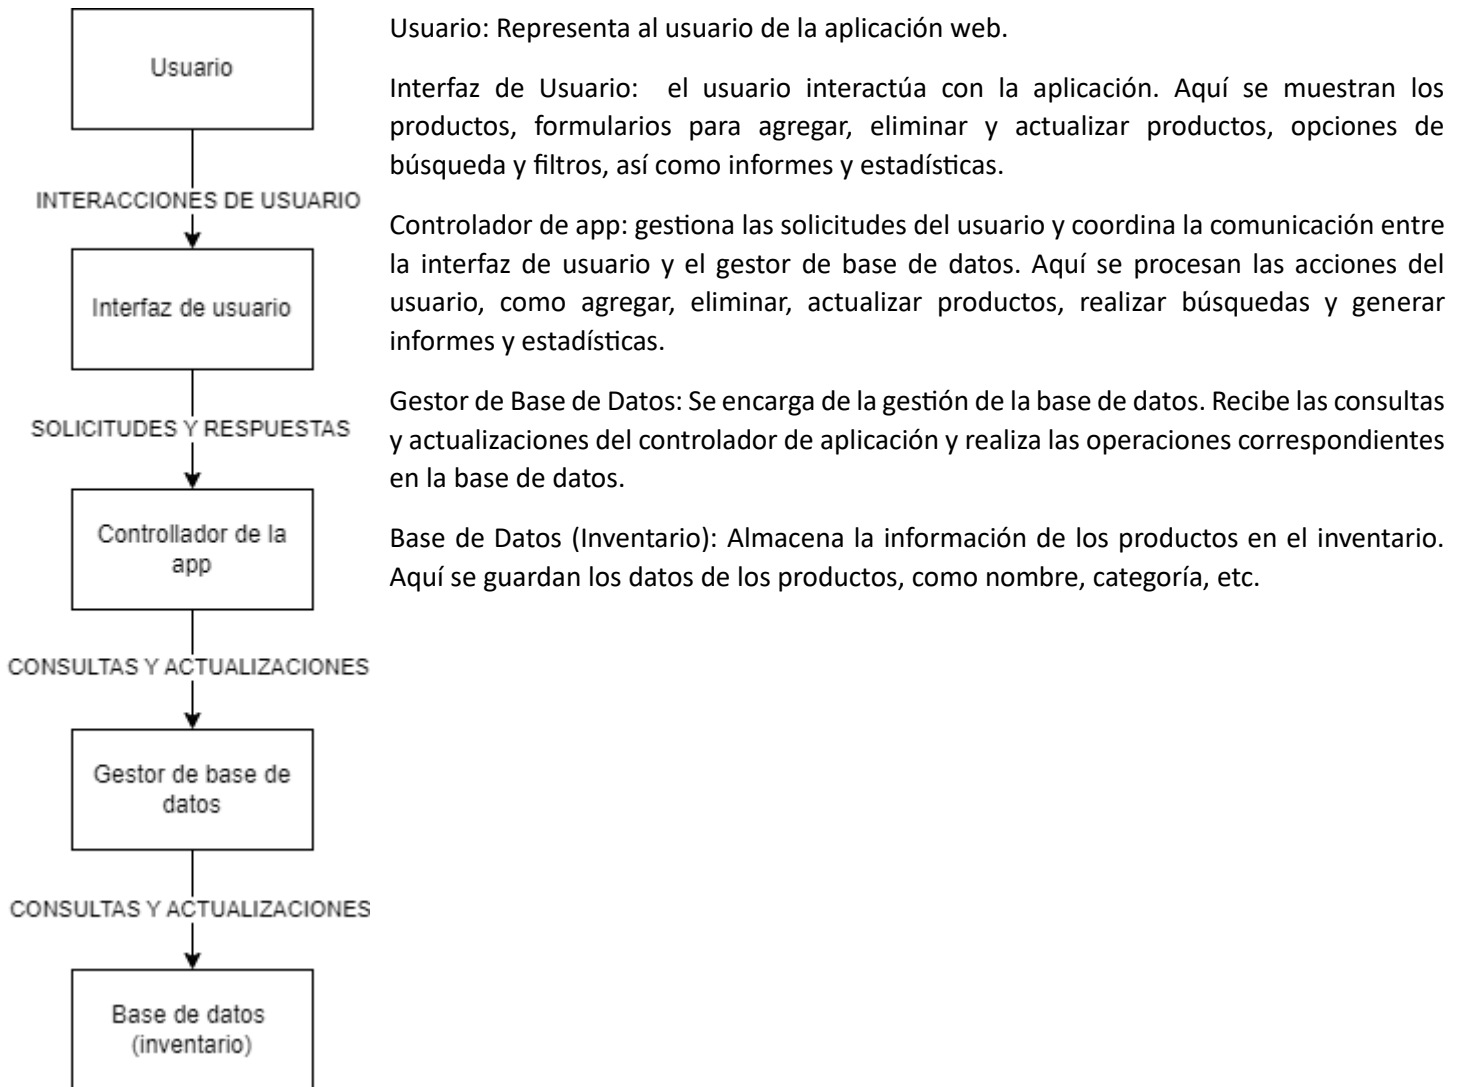 Usuario
INTERACCIONES DE USUARIO
Interfaz de usuario
SOLICITUDES Y RESPUESTAS
Controllador de la
app
CONSULTAS Y ACTUALIZACIONES
Gestor de base de
datos
CONSULTAS Y ACTUALIZACIONES
Base de datos
(inventario)
Usuario: Representa al usuario de la aplicación web.
Interfaz de Usuario: el usuario interactúa con la aplicación. Aquí se muestran los
productos, formularios para agregar, eliminar y actualizar productos, opciones de
búsqueda y filtros, así como informes y estadísticas.
Controlador de app: gestiona las solicitudes del usuario y coordina la comunicación entre
la interfaz de usuario y el gestor de base de datos. Aquí se procesan las acciones del
usuario, como agregar, eliminar, actualizar productos, realizar búsquedas y generar
informes y estadísticas.
Gestor de Base de Datos: Se encarga de la gestión de la base de datos. Recibe las consultas
y actualizaciones del controlador de aplicación y realiza las operaciones correspondientes
en la base de datos.
Base de Datos (Inventario): Almacena la información de los productos en el inventario.
Aquí se guardan los datos de los productos, como nombre, categoría, etc.